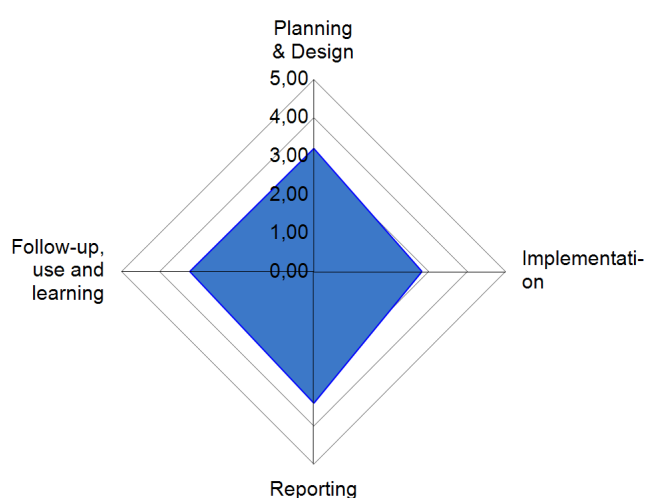 Planning
& Design
5,00
4,00
3,00
2,00
1,00
0,00
Follow-up,
use and
learning
Implementati-
on
Reporting